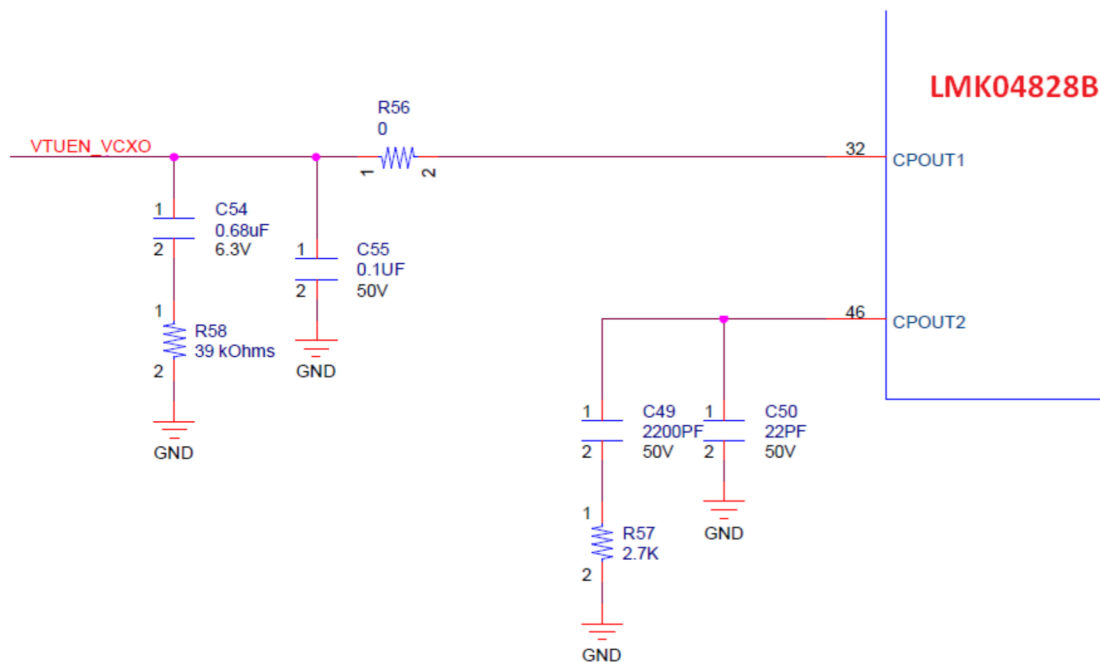 LMK04828B
R56
0
VTUEN_VCXO
1
2
32
CPOUT1
1
C54
0.68uF
6.3V
2
1
C55
0.1UF
50V
2
1
R58
39 kOhms
2
GND
GND
46
CPOUT2
1
C49
2200PF
50V
2
1
C50
22PF
50V
2
1
R57
2.7K
2
GND
GND